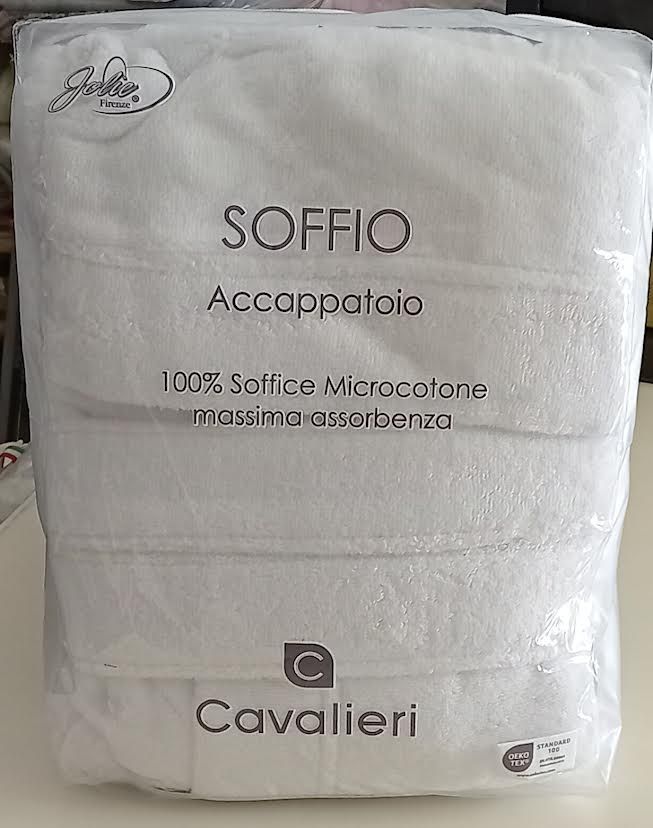 Jolie
Firenze
SOFFIO
Accappatoio
100% Soffice Microcotone
massima assorbenza
C
Cavalieri
OEKO
TEX®
STANDARD
100